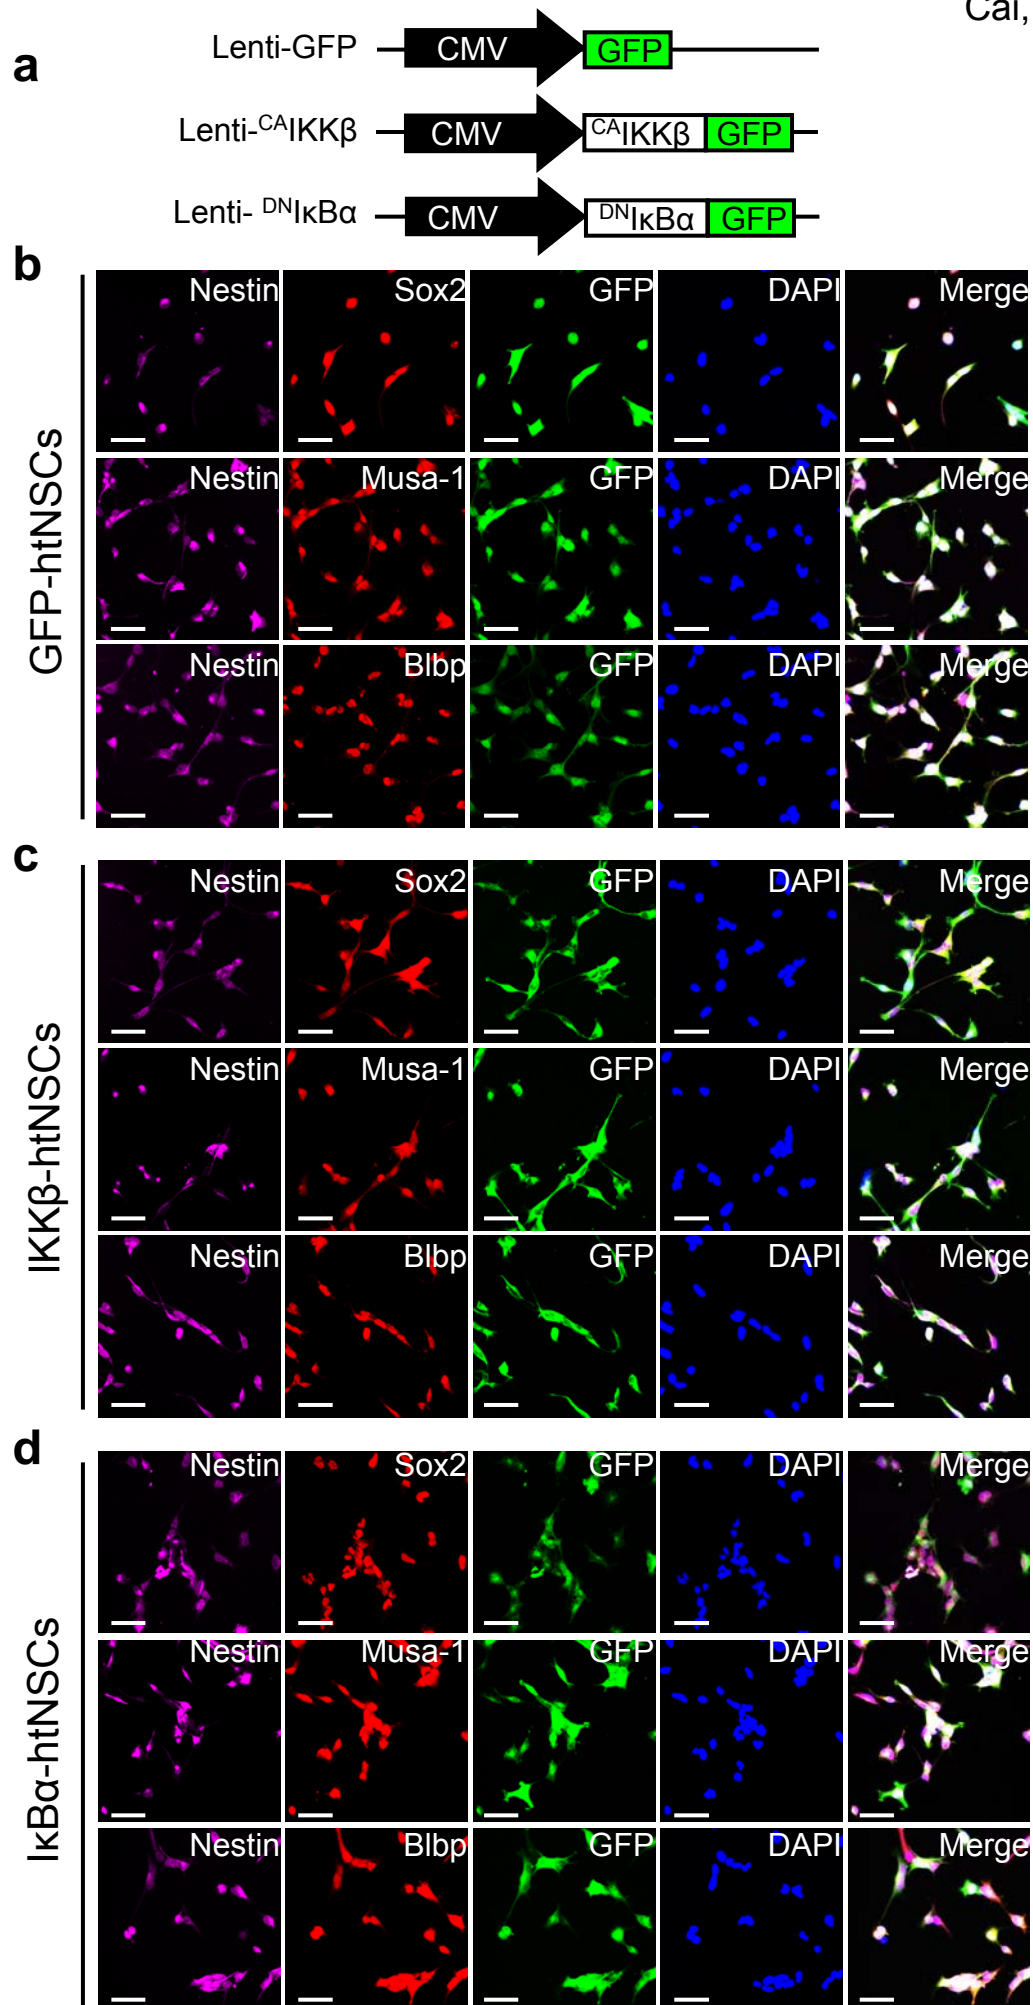 Cai,
a
Lenti-GFP CMV GFP
Lenti-ᶜᴬIKKβ CMV ᶜᴬIKKβ GFP
Lenti- ᴰᴺIκBα CMV ᴰᴺIκBα GFP
b
GFP-htNSCs
Nestin Sox2 GFP DAPI Merge
Nestin Musa-1 GFP DAPI Merge
Nestin Blbp GFP DAPI Merge
c
IKKβ-htNSCs
Nestin Sox2 GFP DAPI Merge
Nestin Musa-1 GFP DAPI Merge
Nestin Blbp GFP DAPI Merge
d
IκBα-htNSCs
Nestin Sox2 GFP DAPI Merge
Nestin Musa-1 GFP DAPI Merge
Nestin Blbp GFP DAPI Merge